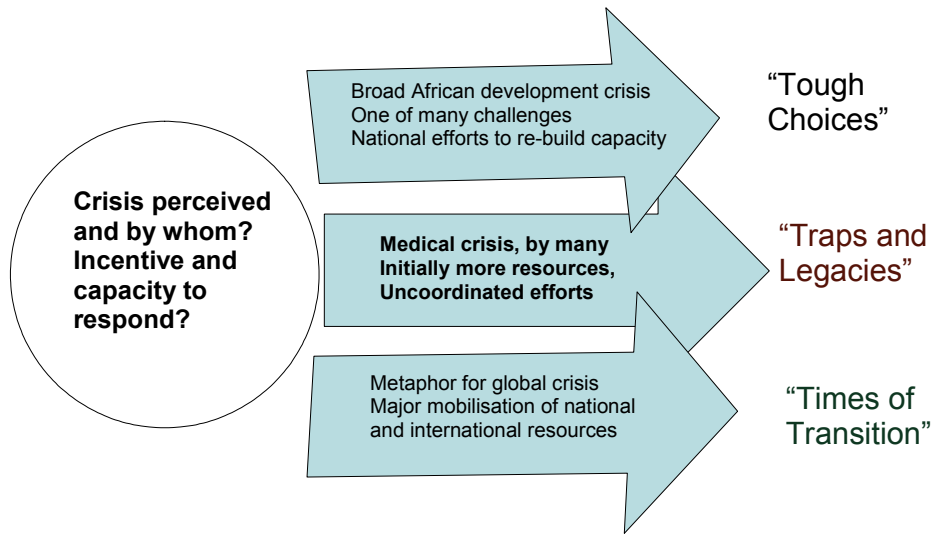 Crisis perceived
and by whom?
Incentive and
capacity to
respond?
Broad African development crisis
One of many challenges
National efforts to re-build capacity
“Tough
Choices”
Medical crisis, by many
Initially more resources,
Uncoordinated efforts
“Traps and
Legacies”
Metaphor for global crisis
Major mobilisation of national
and international resources
“Times of
Transition”